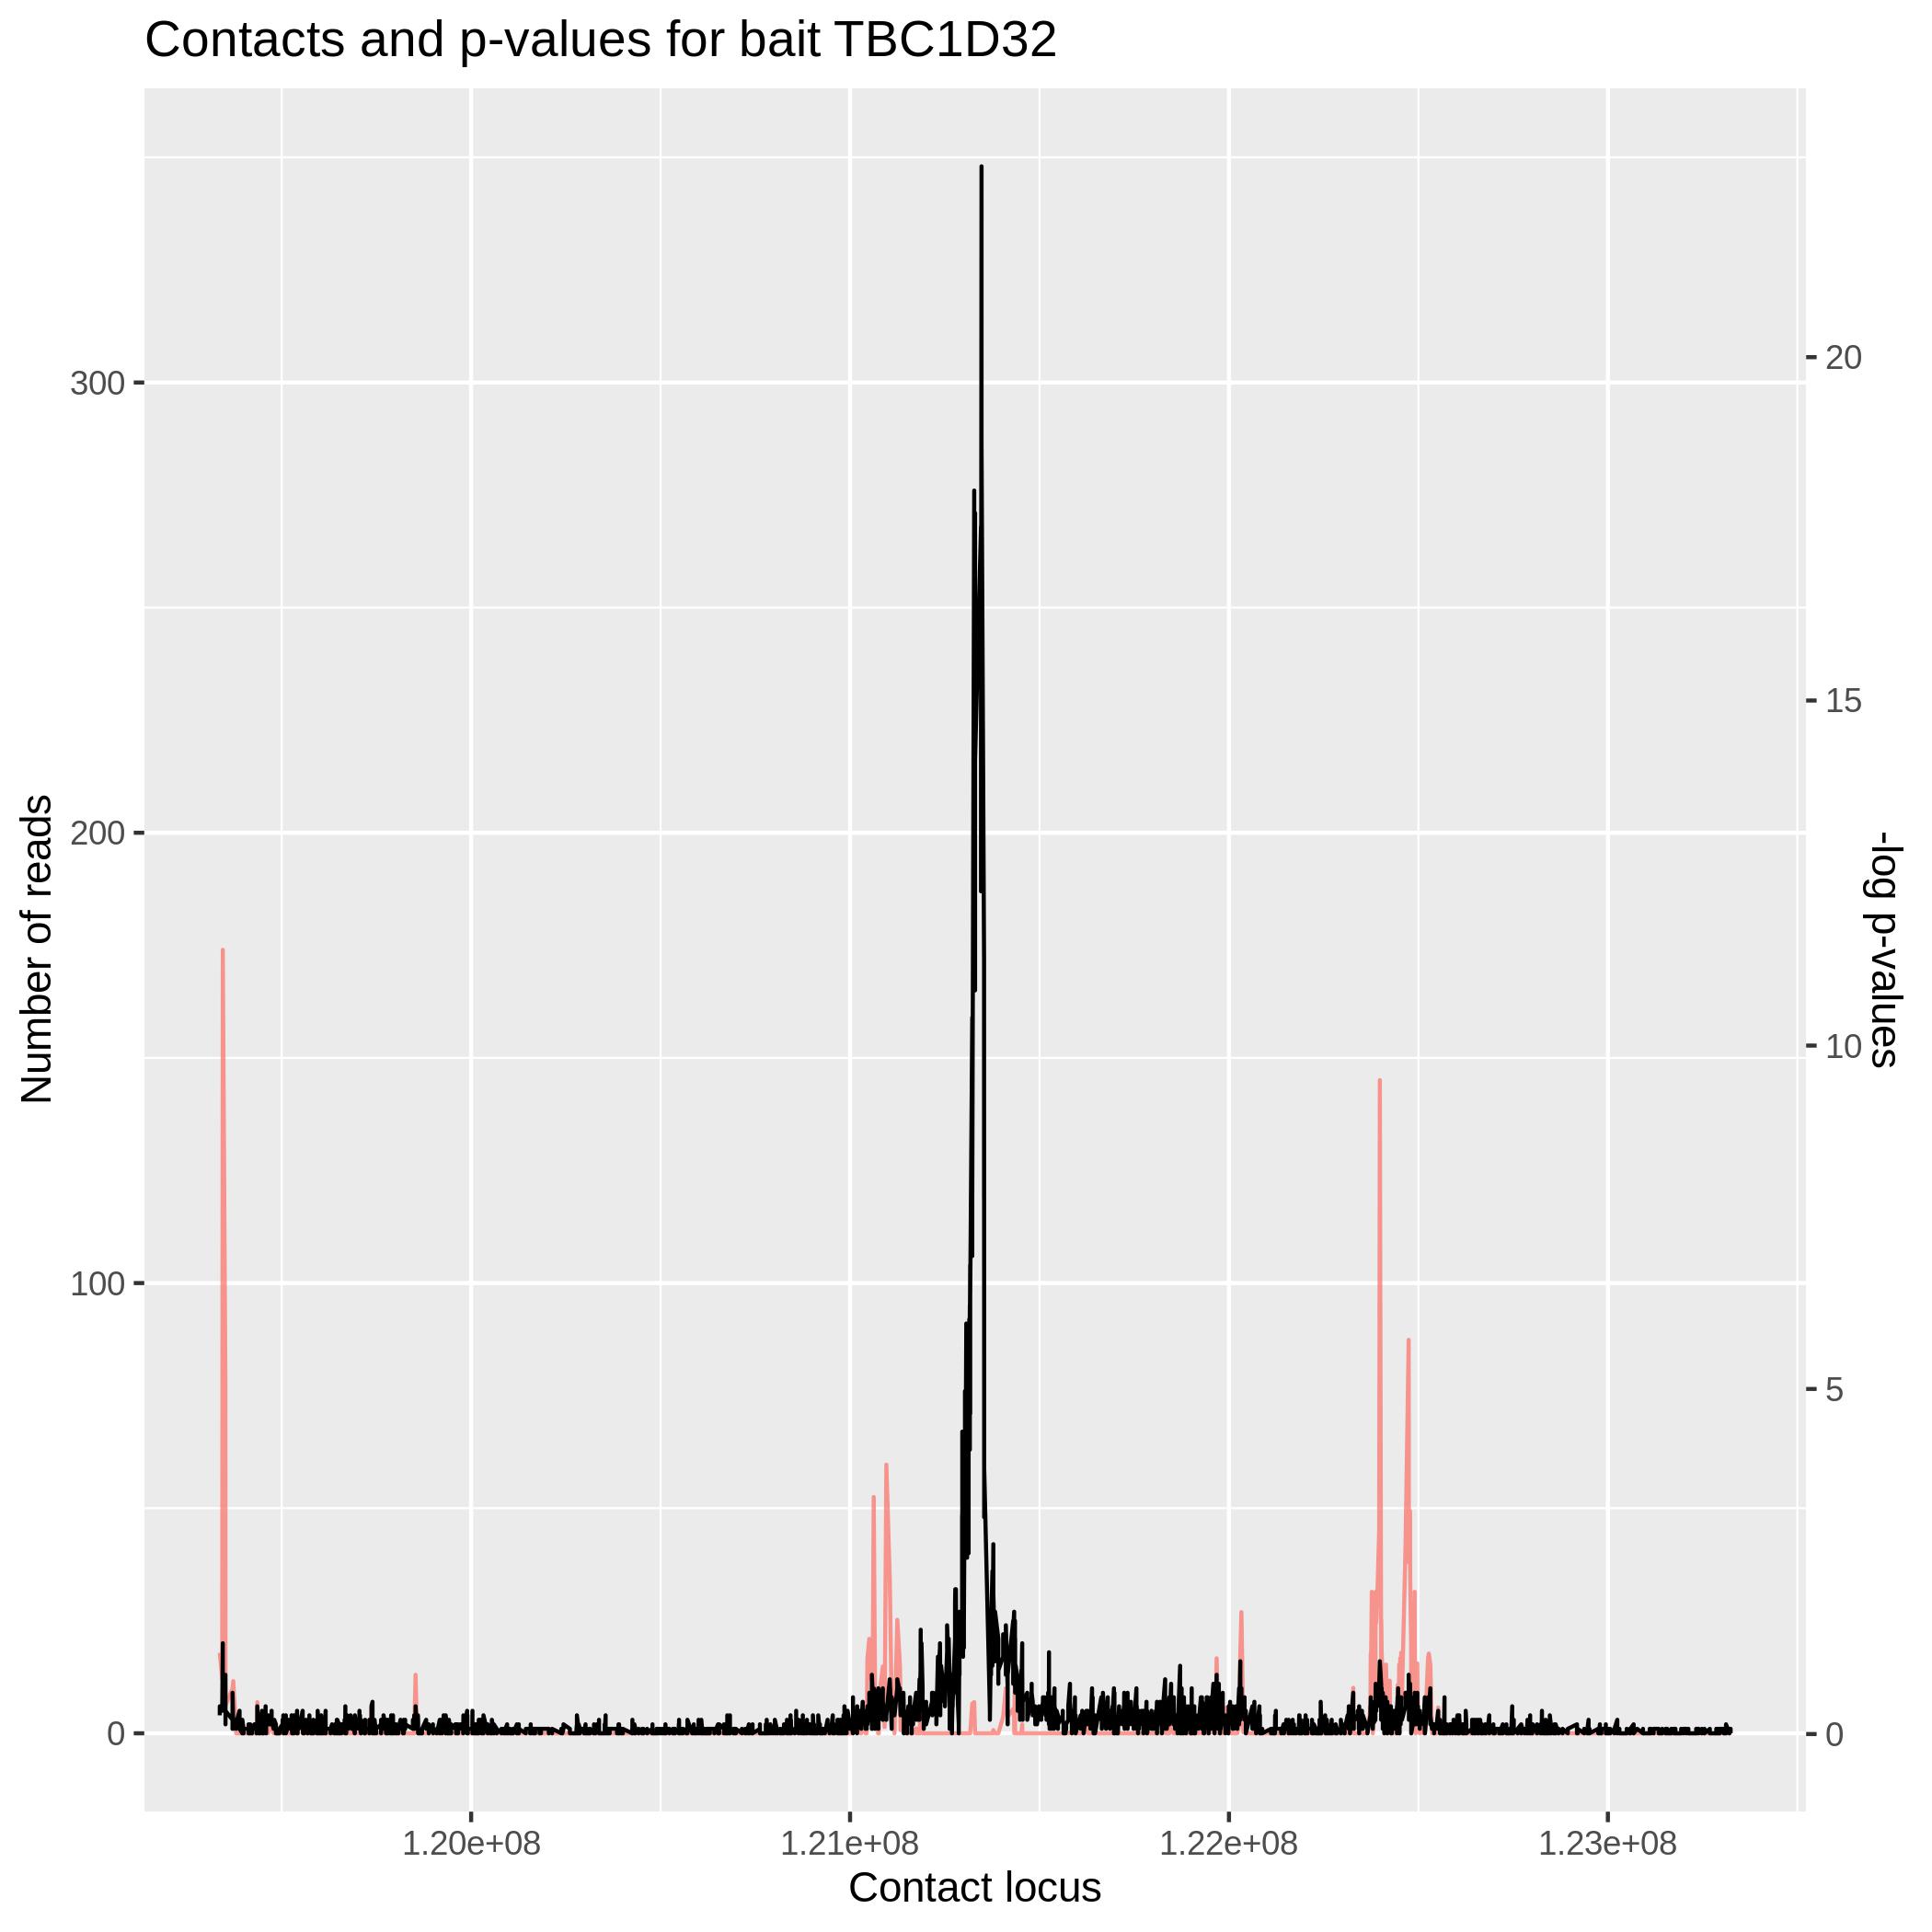 Contacts and p-values for bait TBC1D32
Number of reads
300
200
100
0
20
15
10
5
0
-log p-values
1.20e+08
1.21e+08
1.22e+08
1.23e+08
Contact locus